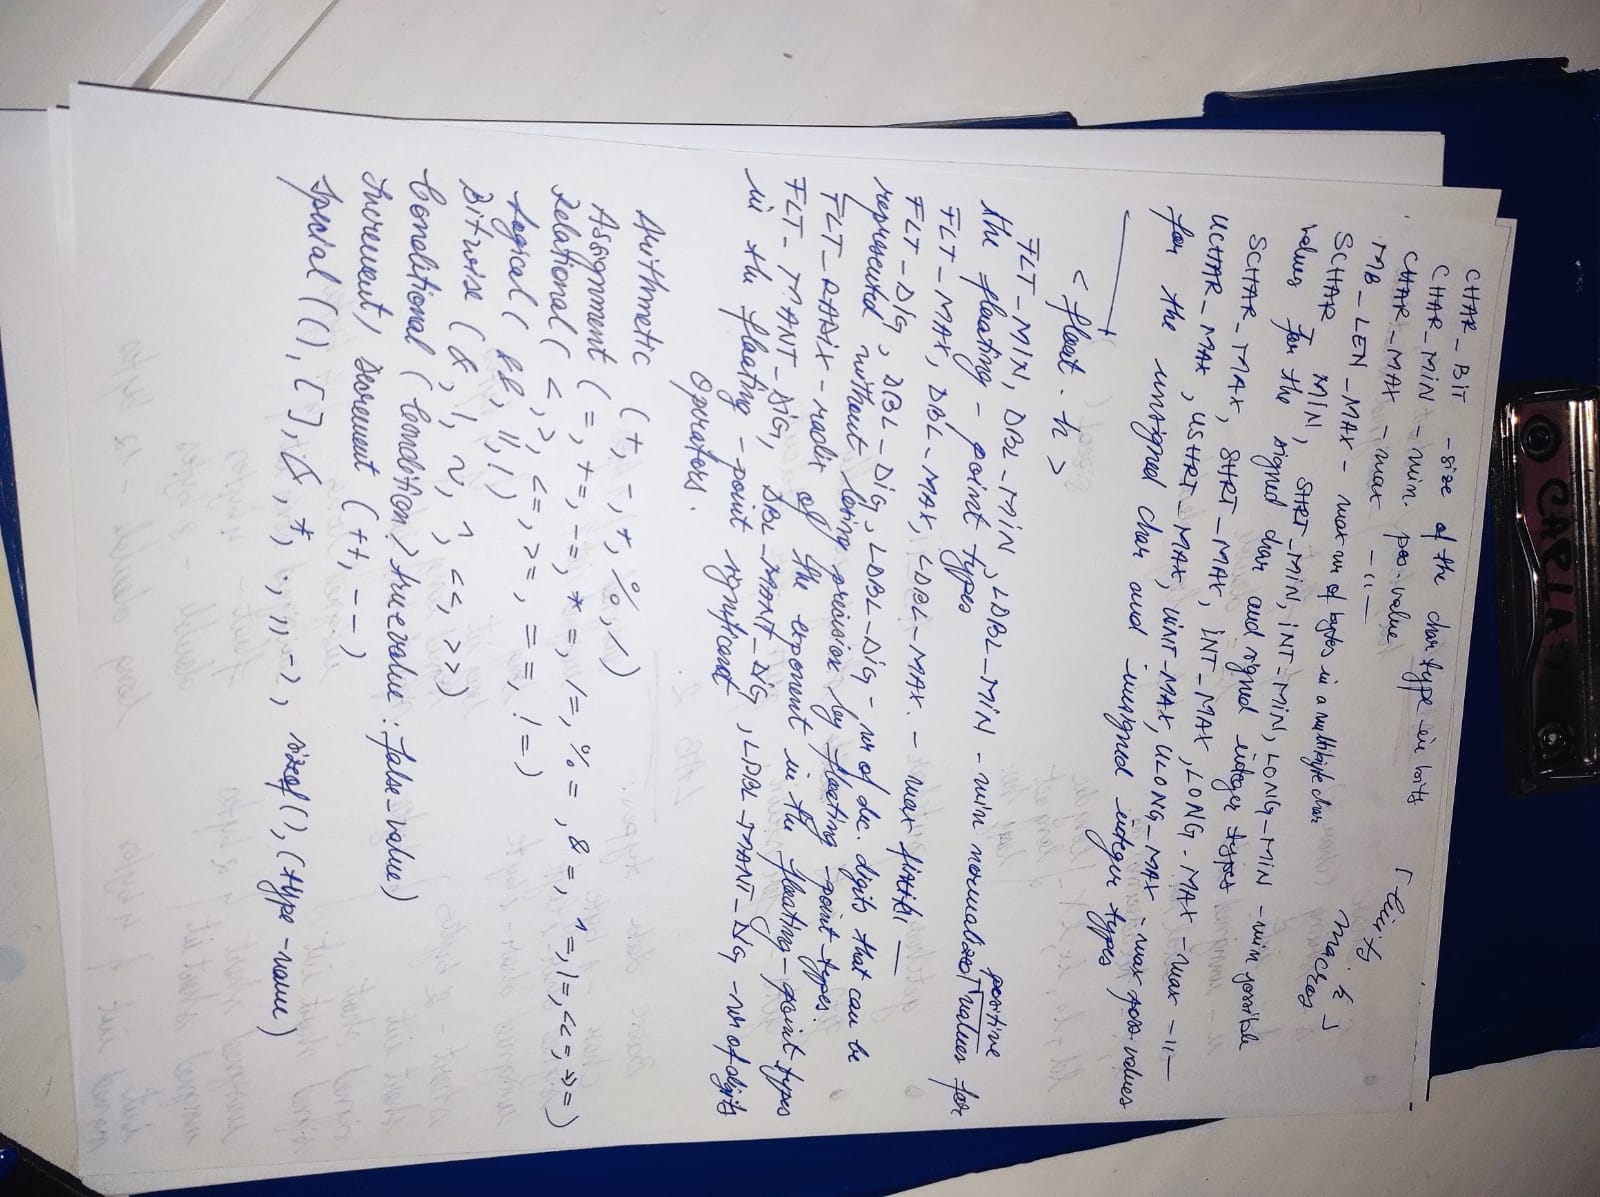 CAPLA
CHAR_BIT - size of the char type in bits
CHAR_MIN - min. pos. value
CHAR_MAX - max —〃—
[limits.h]
macros
MB_LEN_MAX - max nr of bytes in a multibyte char
SCHAR_MIN, SHRT_MIN, INT_MIN, LONG_MIN - min possible
values for the signed char and signed integer types
SCHAR_MAX, SHRT_MAX, INT_MAX, LONG_MAX - max —〃—
UCHAR_MAX, USHRT_MAX, UINT_MAX, ULONG_MAX - max poss values
for the unsigned char and unsigned integer types
<float.h>
FLT_MIN, DBL_MIN, LDBL_MIN - min normalized positive values for
the floating-point types
FLT_MAX, DBL_MAX, LDBL_MAX. - max finite —〃—
FLT_DIG, DBL_DIG, LDBL_DIG - nr of dec. digits that can be
represented without losing precision by floating-point types.
FLT_RADIX - radix of the exponent in the floating-point types
FLT_MANT_DIG, DBL_MANT_DIG, LDBL_MANT_DIG - nr of digits
in the floating-point significant
Operators.
Arithmetic (+, -, *, %, /)
Assignment (=, +=, -=, *=, /=, %=, &=, ^=, |=, <<=, >>=)
Relational (<, >, <=, >=, ==, !=)
Logical (&&, ||, !)
Bitwise (&, |, ~, ^, <<, >>)
Conditional (Condition? true value : false_value)
Increment/Decrement (++, --)
Special ((), [], &, *, ., ,, ->, sizeof(), (type-name)